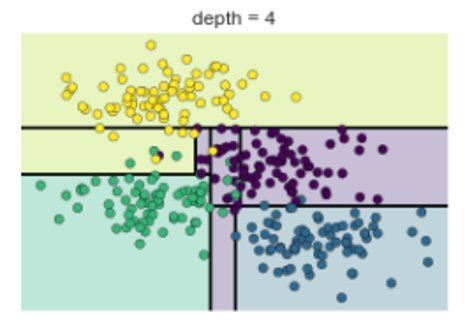 depth = 4